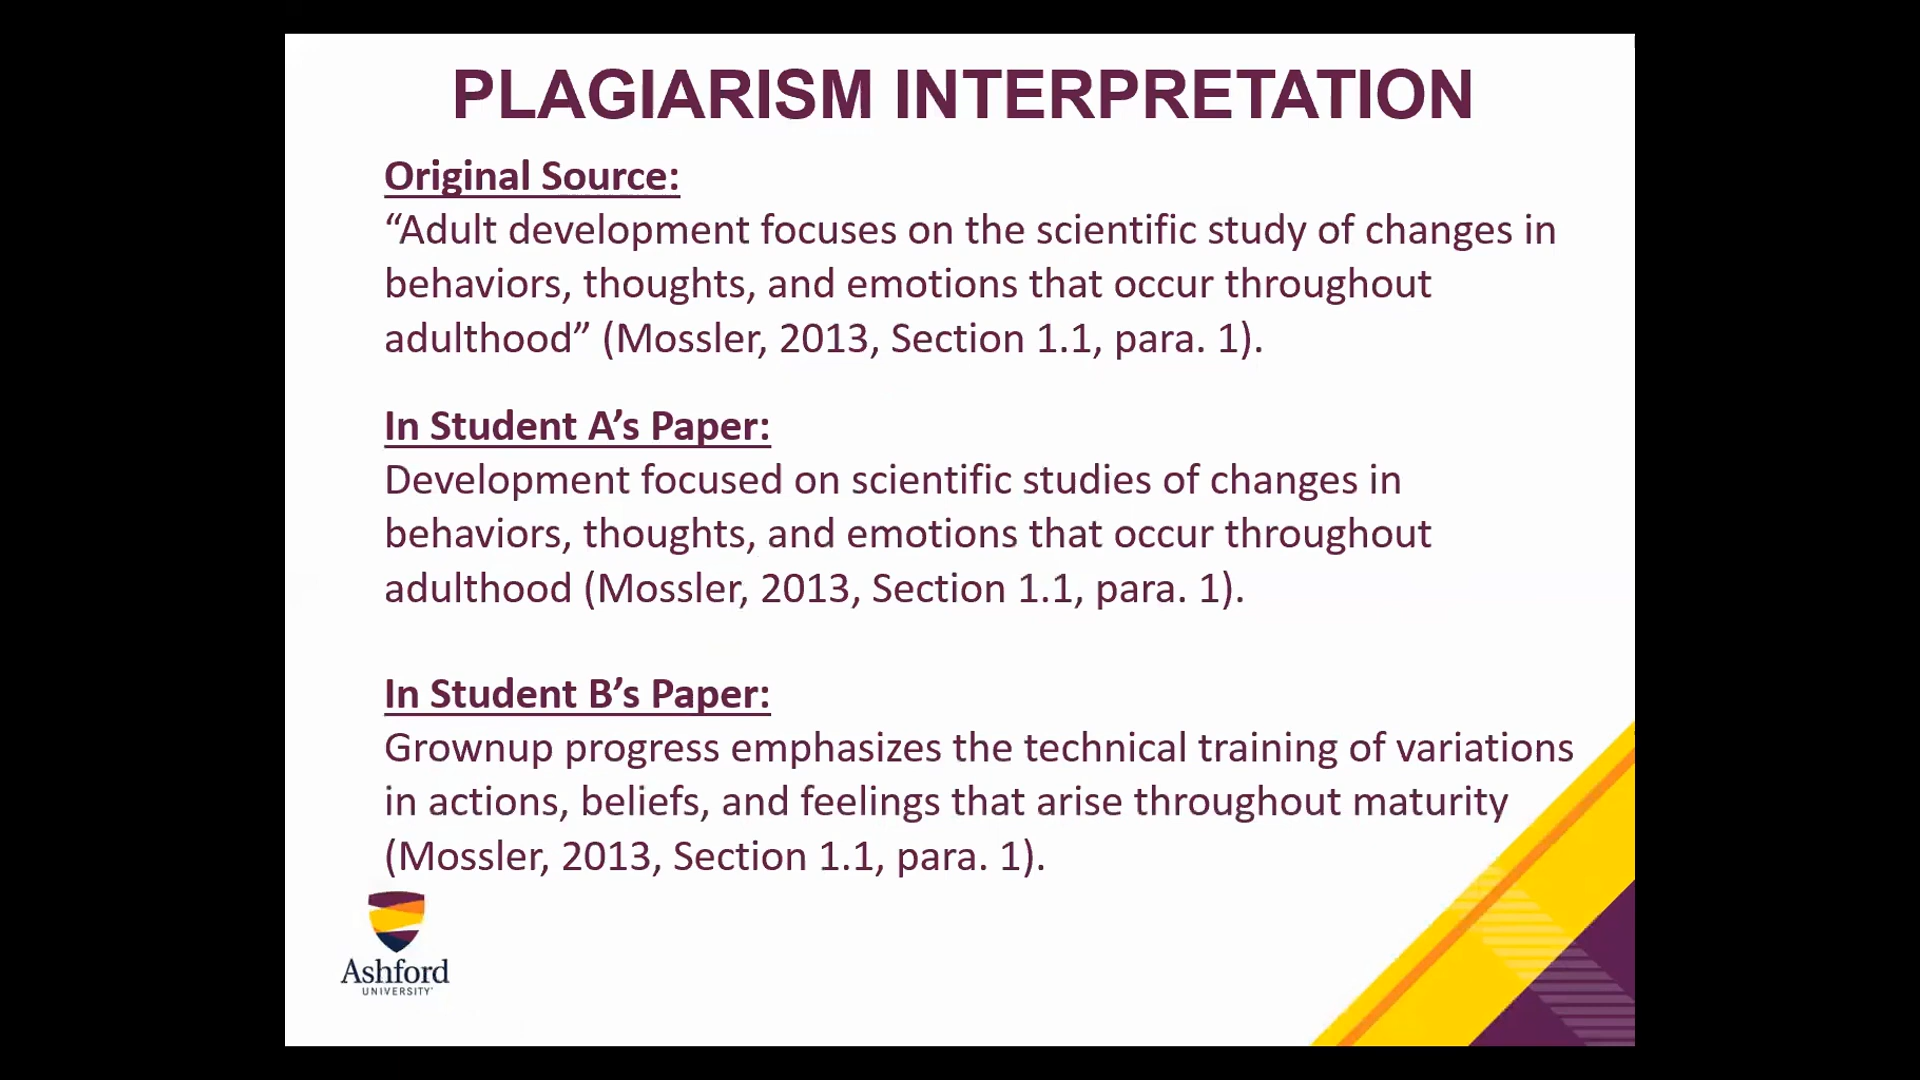 PLAGIARISM INTERPRETATION
Original Source:
“Adult development focuses on the scientific study of changes in
behaviors, thoughts, and emotions that occur throughout
adulthood” (Mossler, 2013, Section 1.1, para. 1).
In Student A’s Paper:
Development focused on scientific studies of changes in
behaviors, thoughts, and emotions that occur throughout
adulthood (Mossler, 2013, Section 1.1, para. 1).
In Student B’s Paper:
Grownup progress emphasizes the technical training of variations
in actions, beliefs, and feelings that arise throughout maturity
(Mossler, 2013, Section 1.1, para. 1).
Ashford
UNIVERSITY